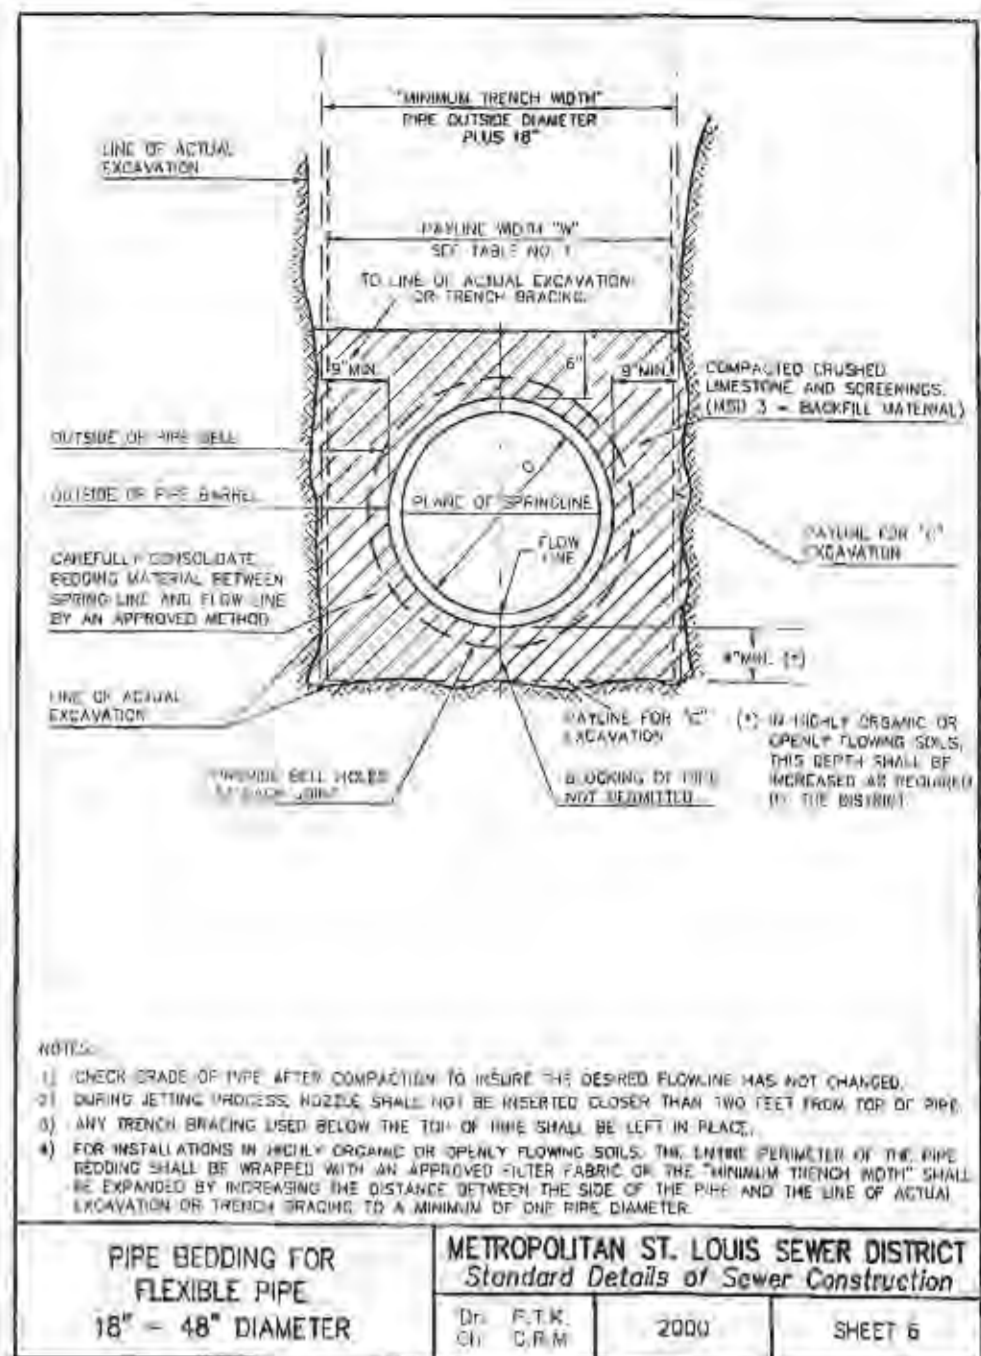 "MINIMUM TRENCH WIDTH"
PIPE OUTSIDE DIAMETER
PLUS 18"
LINE OF ACTUAL
EXCAVATION
PAYLINE WIDTH "W"
SEE TABLE NO. 1
TO LINE OF ACTUAL EXCAVATION
OR TRENCH BRACING
9"MIN.
6"
9"MIN.
COMPACTED CRUSHED
LIMESTONE AND SCREENINGS.
(MSD 3 - BACKFILL MATERIAL)
OUTSIDE OF PIPE BELL
OUTSIDE OF PIPE BARREL
PLANE OF SPRINGLINE
FLOW
LINE
PAYLINE FOR "C"
EXCAVATION
CAREFULLY CONSOLIDATE
BEDDING MATERIAL BETWEEN
SPRING LINE AND FLOW LINE
BY AN APPROVED METHOD
MIN. (*)
LINE OF ACTUAL
EXCAVATION
PAYLINE FOR "C"
EXCAVATION
(*) IN HIGHLY ORGANIC OR
OPENLY FLOWING SOILS,
THIS DEPTH SHALL BE
INCREASED AS REQUIRED
BY THE DISTRICT
PROVIDE BELL HOLES
AT EACH JOINT
BLOCKING OF PIPE
NOT PERMITTED
NOTES:
1) CHECK GRADE OF PIPE AFTER COMPACTION TO INSURE THE DESIRED FLOWLINE HAS NOT CHANGED.
2) DURING JETTING PROCESS, NOZZLE SHALL NOT BE INSERTED CLOSER THAN TWO FEET FROM TOP OF PIPE
3) ANY TRENCH BRACING USED BELOW THE TOP OF PIPE SHALL BE LEFT IN PLACE.
4) FOR INSTALLATIONS IN HIGHLY ORGANIC OR OPENLY FLOWING SOILS, THE ENTIRE PERIMETER OF THE PIPE
BEDDING SHALL BE WRAPPED WITH AN APPROVED FILTER FABRIC OR THE "MINIMUM TRENCH WIDTH" SHALL
BE EXPANDED BY INCREASING THE DISTANCE BETWEEN THE SIDE OF THE PIPE AND THE LINE OF ACTUAL
EXCAVATION OR TRENCH BRACING TO A MINIMUM OF ONE PIPE DIAMETER.
PIPE BEDDING FOR
FLEXIBLE PIPE
18" - 48" DIAMETER
METROPOLITAN ST. LOUIS SEWER DISTRICT
Standard Details of Sewer Construction
Dr. F.T.K.
Ch. C.R.M.
2000
SHEET 6